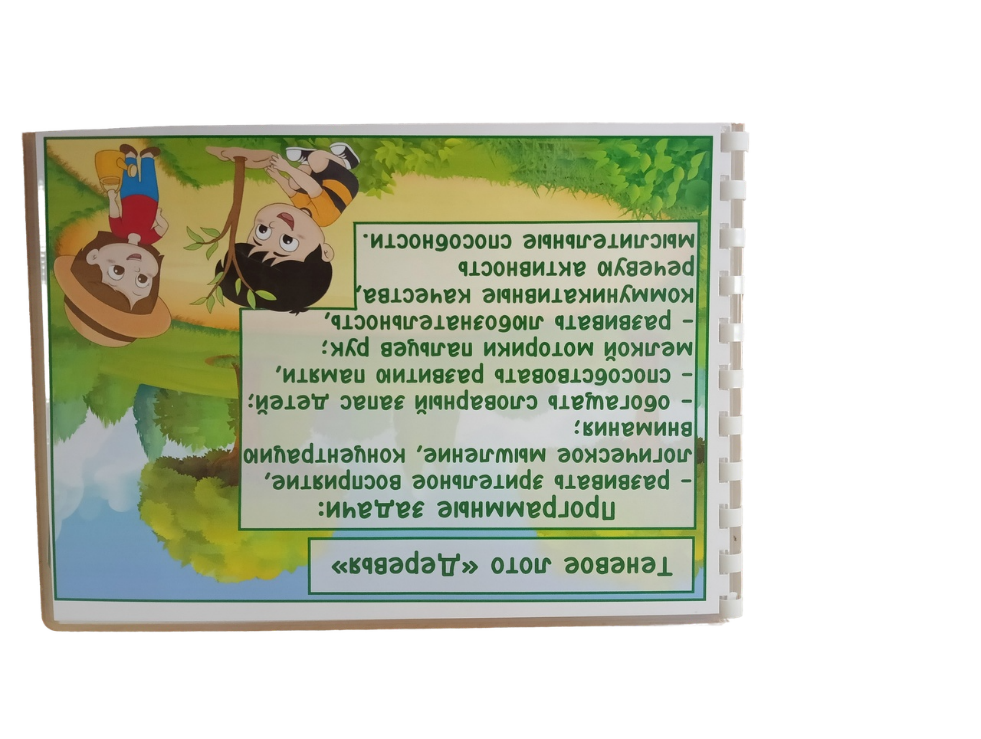 Теневое лото «Деревья»
Программные задачи:
- развивать зрительное восприятие,
логическое мышление, концентрацию
внимания;
- обогащать словарный запас детей;
- способствовать развитию памяти,
мелкой моторики пальцев рук;
- развивать любознательность,
коммуникативные качества,
речевую активность
мыслительные способности.